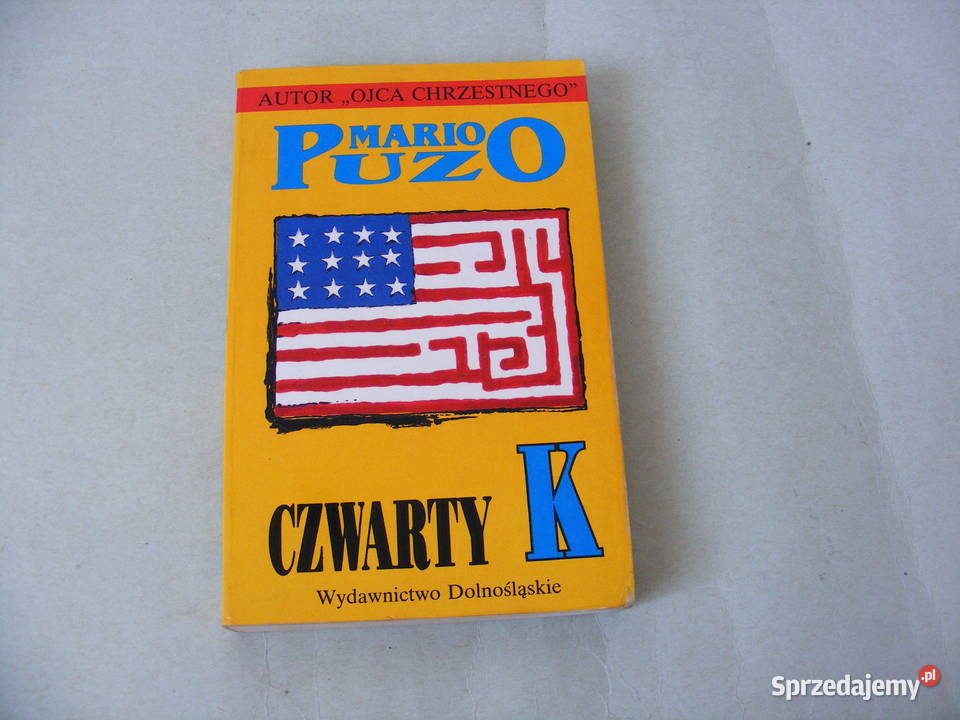 AUTOR „OJCA CHRZESTNEGO”
MARIO
PUZO
CZWARTY K
Wydawnictwo Dolnośląskie
Sprzedajemy.pl